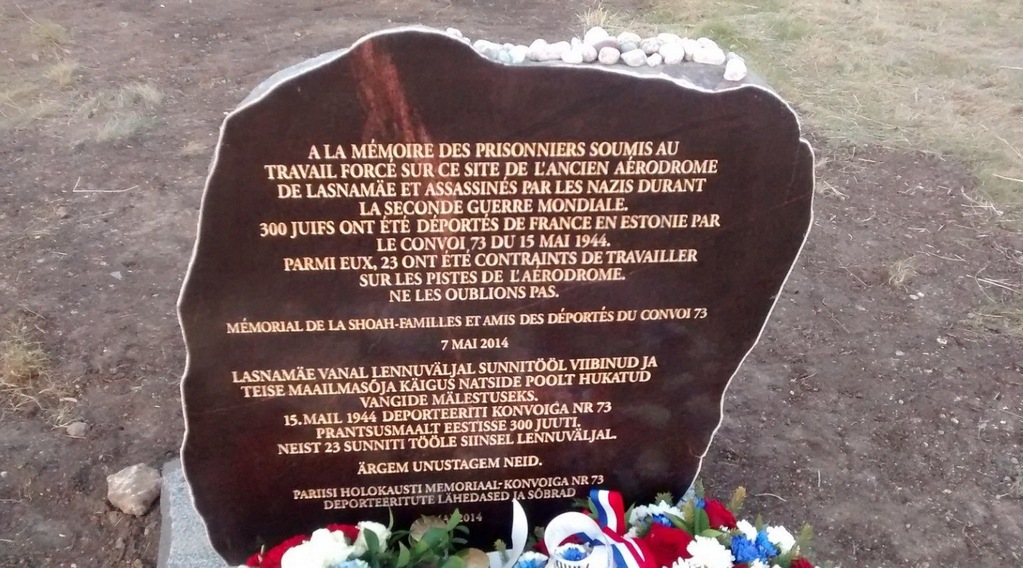 A LA MÉMOIRE DES PRISONNIERS SOUMIS AU
TRAVAIL FORCÉ SUR CE SITE DE L'ANCIEN AÉRODROME
DE LASNAMÄE ET ASSASSINÉS PAR LES NAZIS DURANT
LA SECONDE GUERRE MONDIALE.
300 JUIFS ONT ÉTÉ DÉPORTÉS DE FRANCE EN ESTONIE PAR
LE CONVOI 73 DU 15 MAI 1944.
PARMI EUX, 23 ONT ÉTÉ CONTRAINTS DE TRAVAILLER
SUR LES PISTES DE L'AÉRODROME.
NE LES OUBLIONS PAS.
MÉMORIAL DE LA SHOAH-FAMILLES ET AMIS DES DÉPORTÉS DU CONVOI 73
7 MAI 2014
LASNAMÄE VANAL LENNUVÄLJAL SUNNITÖÖL VIIBINUD JA
TEISE MAAILMASÕJA KÄIGUS NATSIDE POOLT HUKATUD
VANGIDE MÄLESTUSEKS.
15. MAIL 1944 DEPORTEERITI KONVOIGA NR 73
PRANTSUSMAALT EESTISSE 300 JUUTI.
NEIST 23 SUNNITI TÖÖLE SIINSEL LENNUVÄLJAL.
ÄRGEM UNUSTAGEM NEID.
PARIISI HOLOKAUSTI MEMORIAAL-KONVOIGA NR 73
DEPORTEERITUTE LÄHEDASED JA SÕBRAD
2014